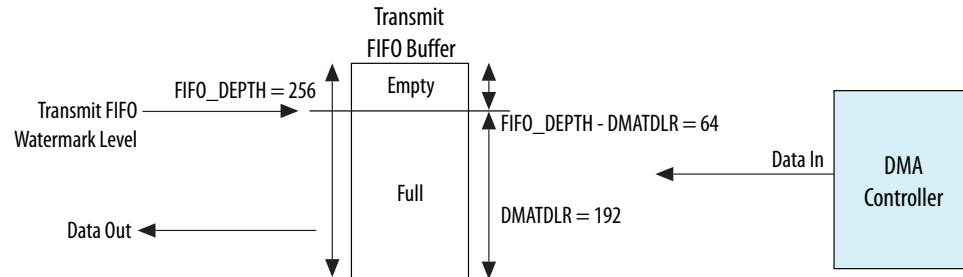 Transmit
FIFO Buffer
FIFO_DEPTH = 256
Empty
Transmit FIFO
Watermark Level
FIFO_DEPTH - DMATDLR = 64
Data In
DMA
Controller
Full
DMATDLR = 192
Data Out